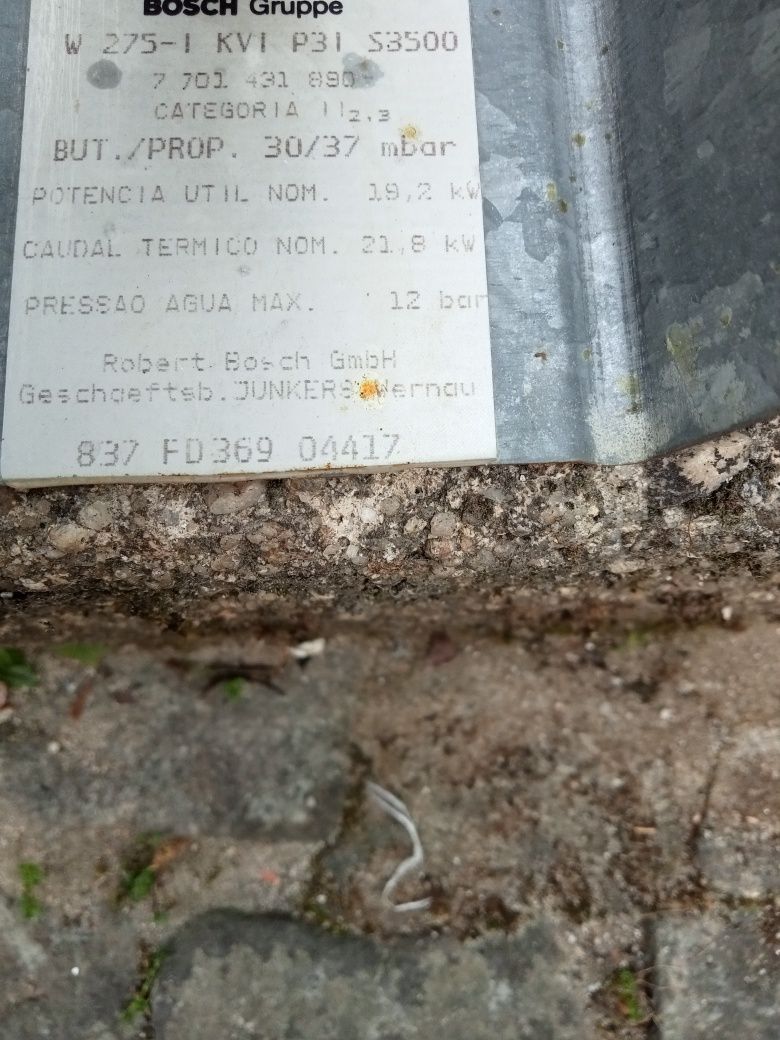 BOSCH Gruppe
W 275-1 KV1 P31 S3500
7 701 431 890
CATEGORIA II2,3
BUT./PROP. 30/37 mbar
POTENCIA UTIL NOM. 19,2 kW
CAUDAL TERMICO NOM. 21,8 kW
PRESSAO AGUA MAX. 12 bar
Robert Bosch GmbH
Geschaeftsb. JUNKERS Wernau
837 FD369 04417